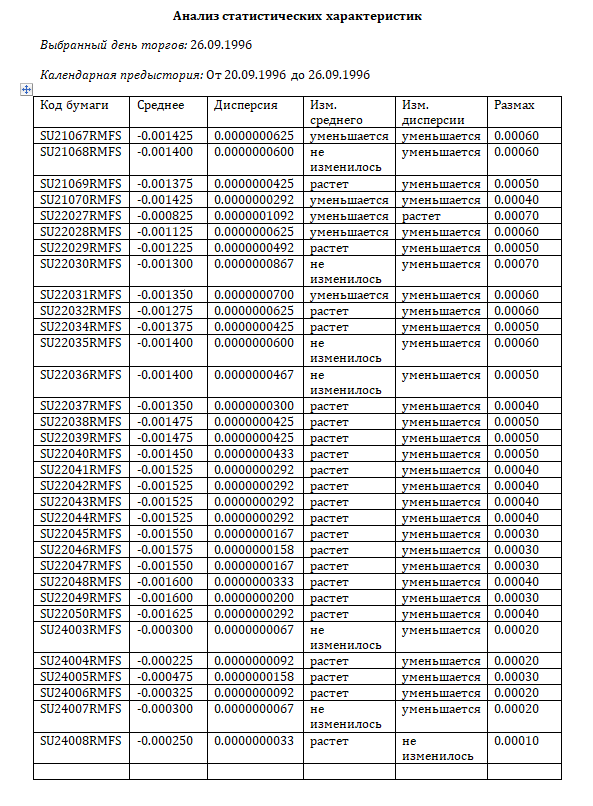 Анализ статистических характеристик
Выбранный день торгов: 26.09.1996
Календарная предыстория: От 20.09.1996 до 26.09.1996
Код бумаги Среднее Дисперсия Изм. среднего Изм. дисперсии Размах
SU21067RMFS -0.001425 0.0000000625 уменьшается уменьшается 0.00060
SU21068RMFS -0.001400 0.0000000600 не изменилось уменьшается 0.00060
SU21069RMFS -0.001375 0.0000000425 растет уменьшается 0.00050
SU21070RMFS -0.001425 0.0000000292 уменьшается уменьшается 0.00040
SU22027RMFS -0.000825 0.0000001092 уменьшается растет 0.00070
SU22028RMFS -0.001125 0.0000000625 уменьшается уменьшается 0.00060
SU22029RMFS -0.001225 0.0000000492 растет уменьшается 0.00050
SU22030RMFS -0.001300 0.0000000867 не изменилось уменьшается 0.00070
SU22031RMFS -0.001350 0.0000000700 уменьшается уменьшается 0.00060
SU22032RMFS -0.001275 0.0000000625 растет уменьшается 0.00060
SU22034RMFS -0.001375 0.0000000425 растет уменьшается 0.00050
SU22035RMFS -0.001400 0.0000000600 не изменилось уменьшается 0.00060
SU22036RMFS -0.001400 0.0000000467 не изменилось уменьшается 0.00050
SU22037RMFS -0.001350 0.0000000300 растет уменьшается 0.00040
SU22038RMFS -0.001475 0.0000000425 растет уменьшается 0.00050
SU22039RMFS -0.001475 0.0000000425 растет уменьшается 0.00050
SU22040RMFS -0.001450 0.0000000433 растет уменьшается 0.00050
SU22041RMFS -0.001525 0.0000000292 растет уменьшается 0.00040
SU22042RMFS -0.001525 0.0000000292 растет уменьшается 0.00040
SU22043RMFS -0.001525 0.0000000292 растет уменьшается 0.00040
SU22044RMFS -0.001525 0.0000000292 растет уменьшается 0.00040
SU22045RMFS -0.001550 0.0000000167 растет уменьшается 0.00030
SU22046RMFS -0.001575 0.0000000158 растет уменьшается 0.00030
SU22047RMFS -0.001550 0.0000000167 растет уменьшается 0.00030
SU22048RMFS -0.001600 0.0000000333 растет уменьшается 0.00040
SU22049RMFS -0.001600 0.0000000200 растет уменьшается 0.00030
SU22050RMFS -0.001625 0.0000000292 растет уменьшается 0.00040
SU24003RMFS -0.000300 0.0000000067 не изменилось уменьшается 0.00020
SU24004RMFS -0.000225 0.0000000092 растет уменьшается 0.00020
SU24005RMFS -0.000475 0.0000000158 растет уменьшается 0.00030
SU24006RMFS -0.000325 0.0000000092 растет уменьшается 0.00020
SU24007RMFS -0.000300 0.0000000067 не изменилось уменьшается 0.00020
SU24008RMFS -0.000250 0.0000000033 растет не изменилось 0.00010